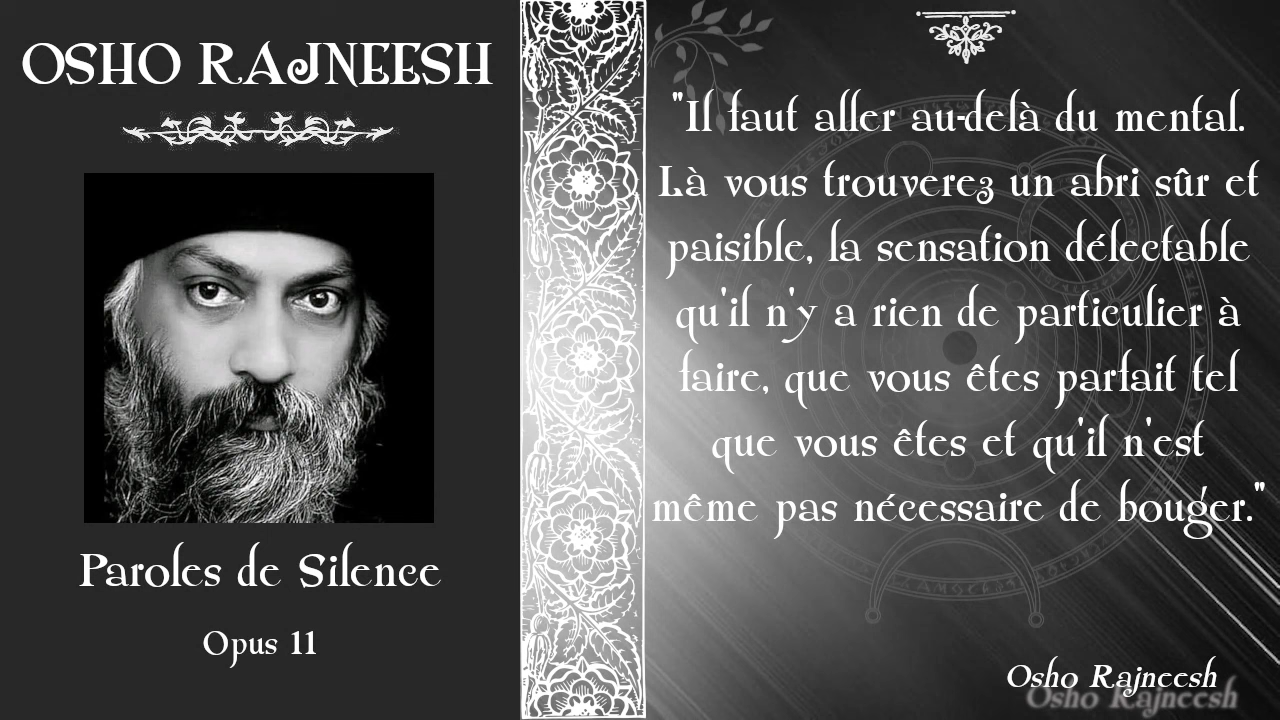 OSHO RAJNEESH
Paroles de Silence
Opus 11
"Il faut aller au-delà du mental.
Là vous trouverez un abri sûr et
paisible, la sensation délectable
qu'il n'y a rien de particulier à
faire, que vous êtes parfait tel
que vous êtes et qu'il n'est
même pas nécessaire de bouger."
Osho Rajneesh
Osho Rajneesh